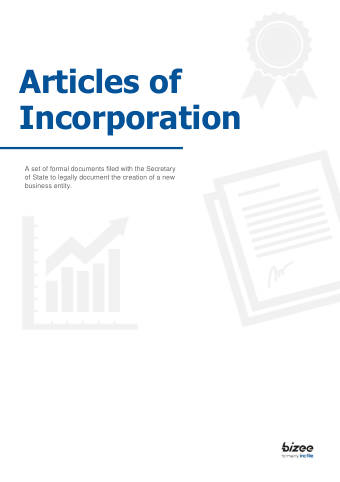 Articles of
Incorporation
A set of formal documents filed with the Secretary
of State to legally document the creation of a new
business entity.
bizee
formerly incfile